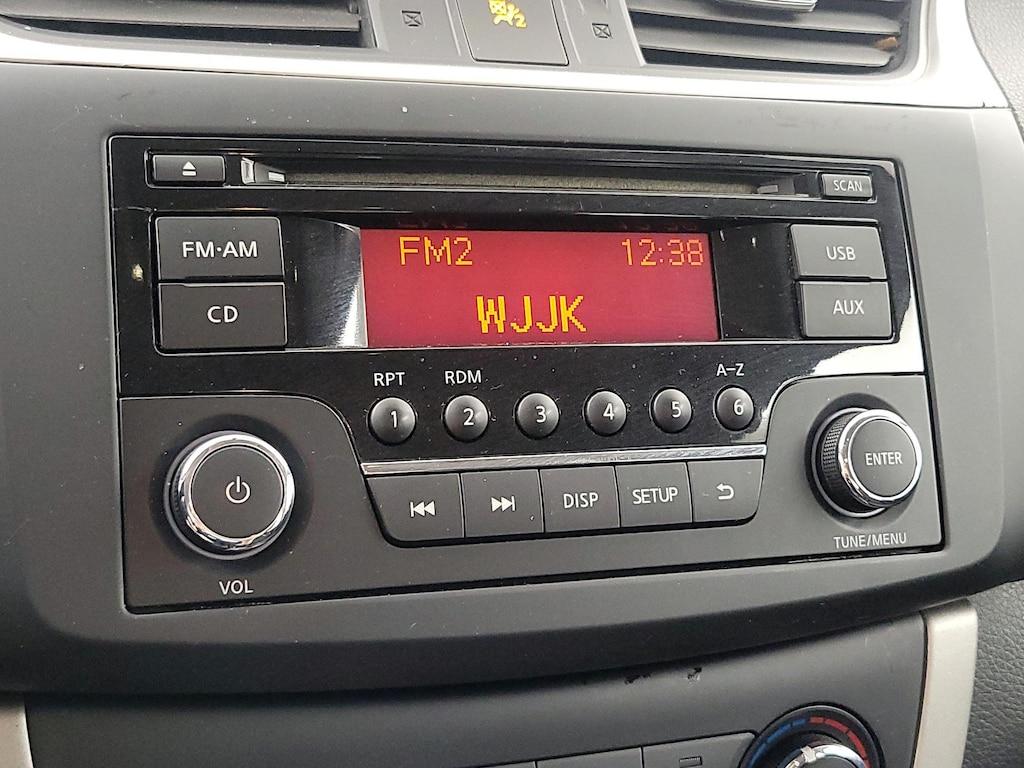 2
SCAN
FM·AM
FM2 12:38
USB
CD
WJJK
AUX
RPT RDM A–Z
1 2 3 4 5 6
ENTER
DISP SETUP
TUNE/MENU
VOL